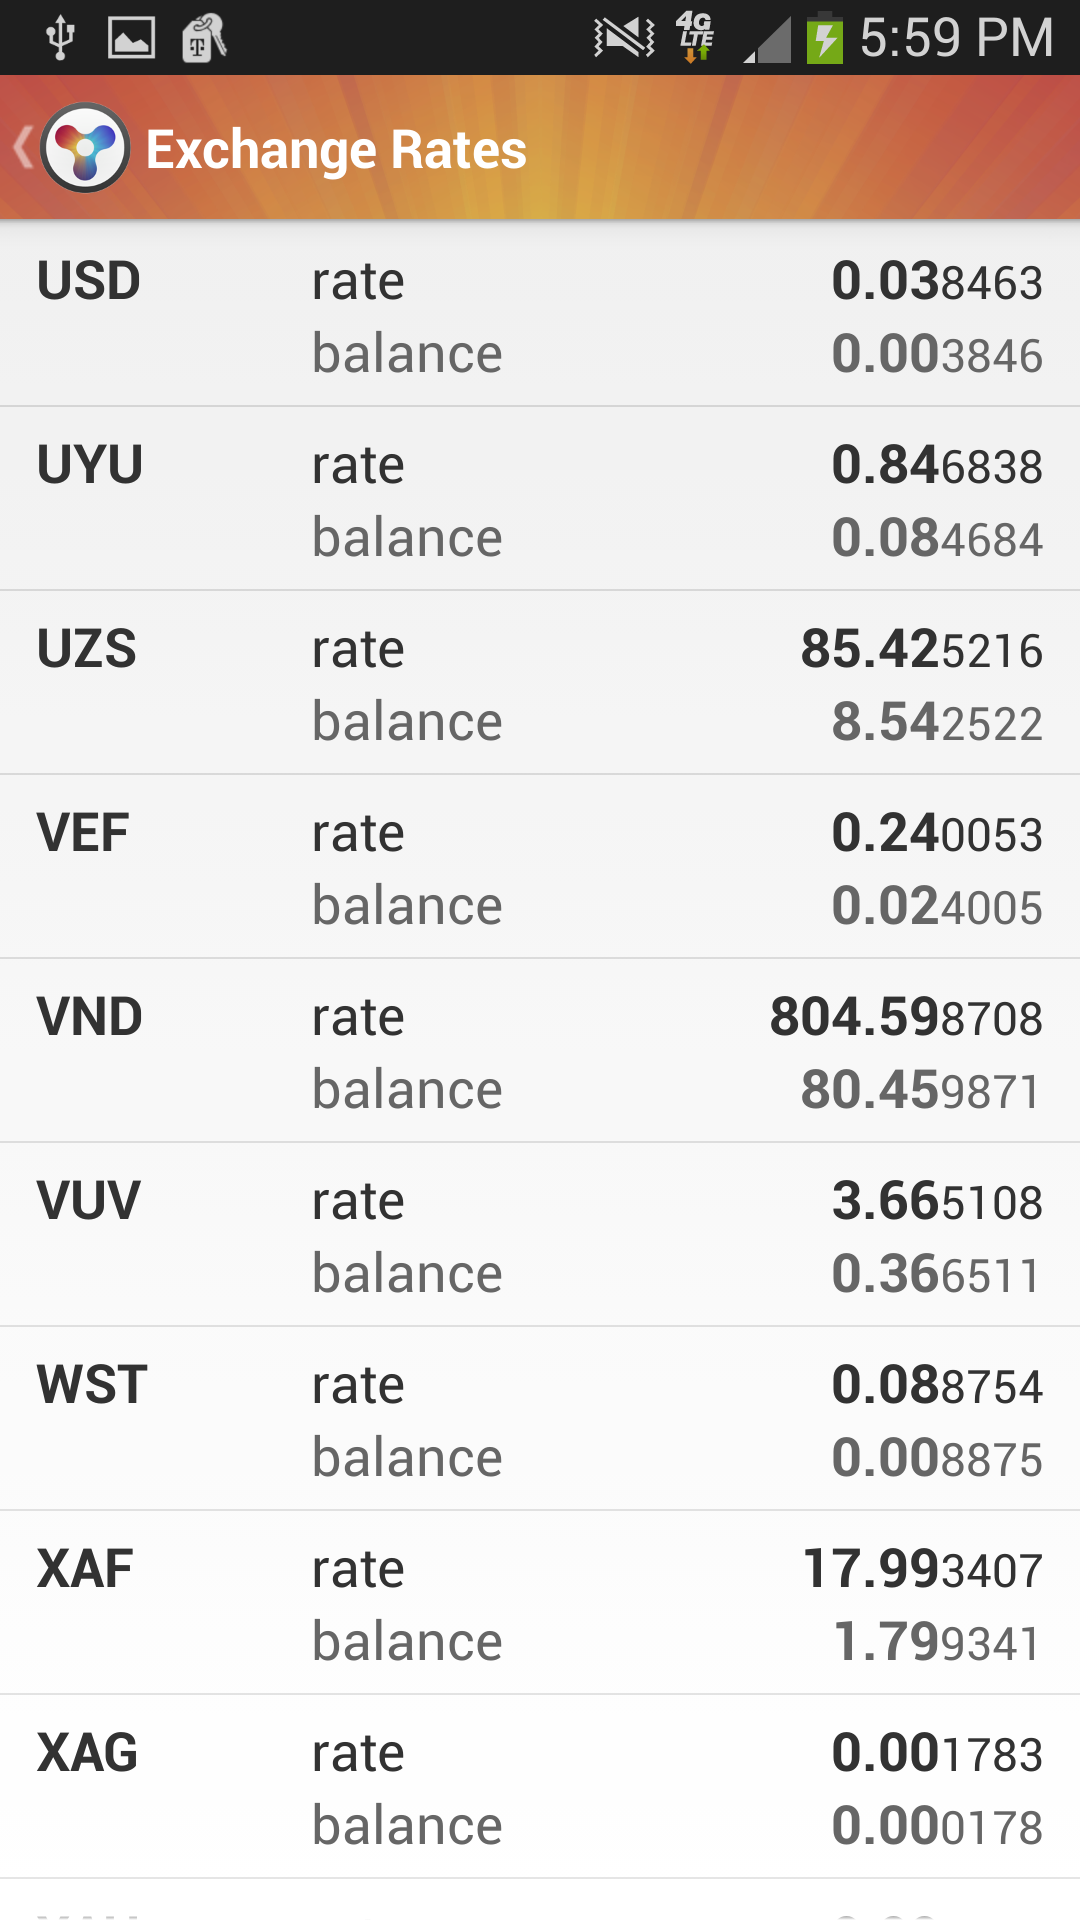 4G LTE 5:59 PM
Exchange Rates
USD rate 0.038463
balance 0.003846
UYU rate 0.846838
balance 0.084684
UZS rate 85.425216
balance 8.542522
VEF rate 0.240053
balance 0.024005
VND rate 804.598708
balance 80.459871
VUV rate 3.665108
balance 0.366511
WST rate 0.088754
balance 0.008875
XAF rate 17.993407
balance 1.799341
XAG rate 0.001783
balance 0.000178